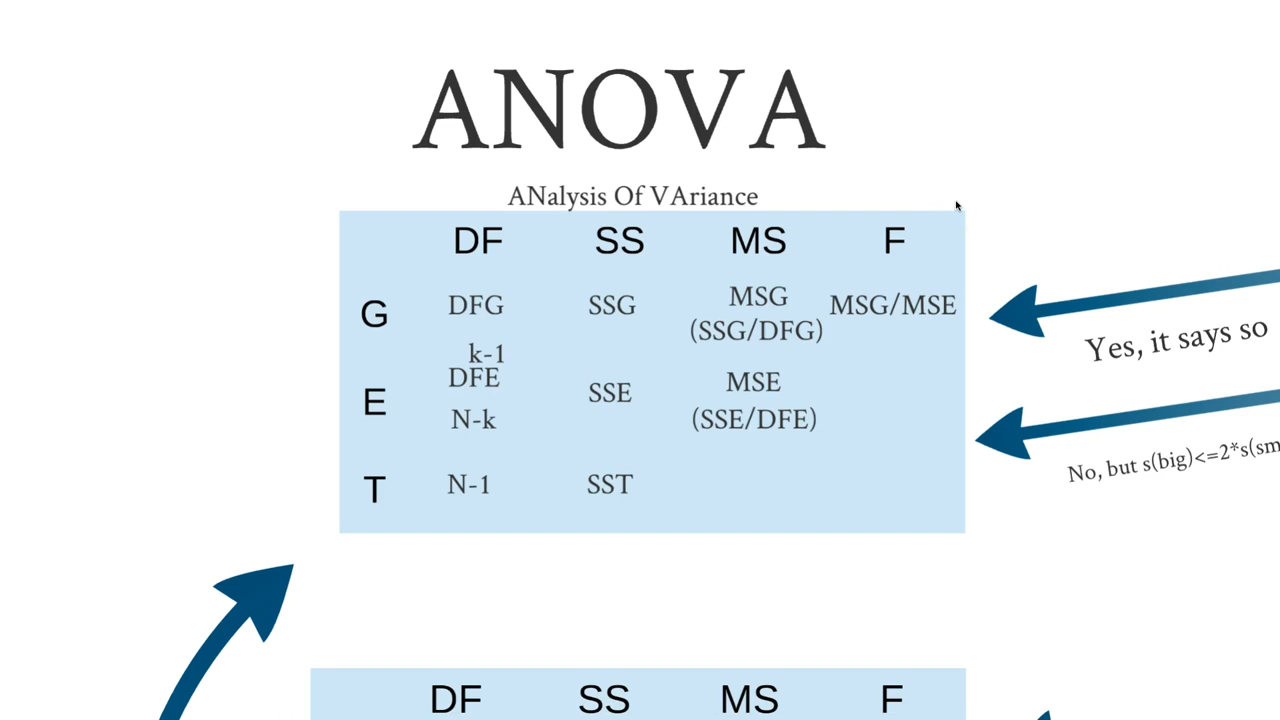 ANOVA
ANalysis Of VAriance
DF SS MS F
G DFG SSG MSG MSG/MSE
(SSG/DFG)
k-1
E DFE SSE MSE
N-k (SSE/DFE)
T N-1 SST
Yes, it says so
No, but s(big)<=2*s(sm
DF SS MS F